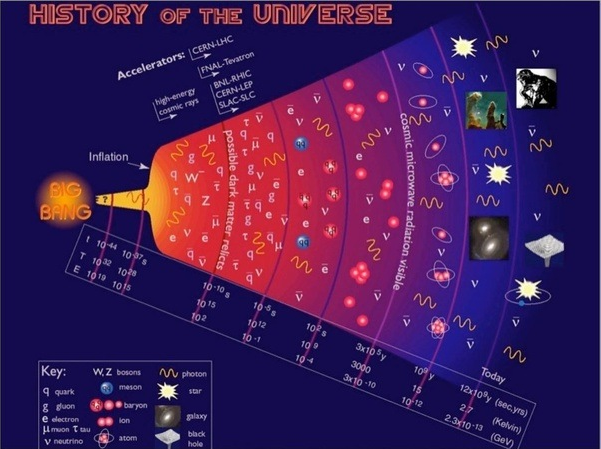 HISTORY OF THE UNIVERSE
Accelerators:
CERN-LHC
FNAL-Tevatron
BNL-RHIC
CERN-LEP
SLAC-SLC
high-energy
cosmic rays
Inflation
BIG
BANG
?
possible dark matter relicts
cosmic microwave radiation visible
t 10-44 10-37s
T 1032 1028
E 1019 1015
10-10 s
1015
102
10-5s
1012
10-1
102s
109
10-4
3x105y
3000
3x10-10
109y
15
10-12
Today
12x109y (sec,yrs)
2.7 (Kelvin)
2.3x10-13 (GeV)
Key:
W, Z bosons
photon
q quark
meson
star
g gluon
baryon
e electron
ion
galaxy
μ muon τ tau
ν neutrino
atom
black
hole